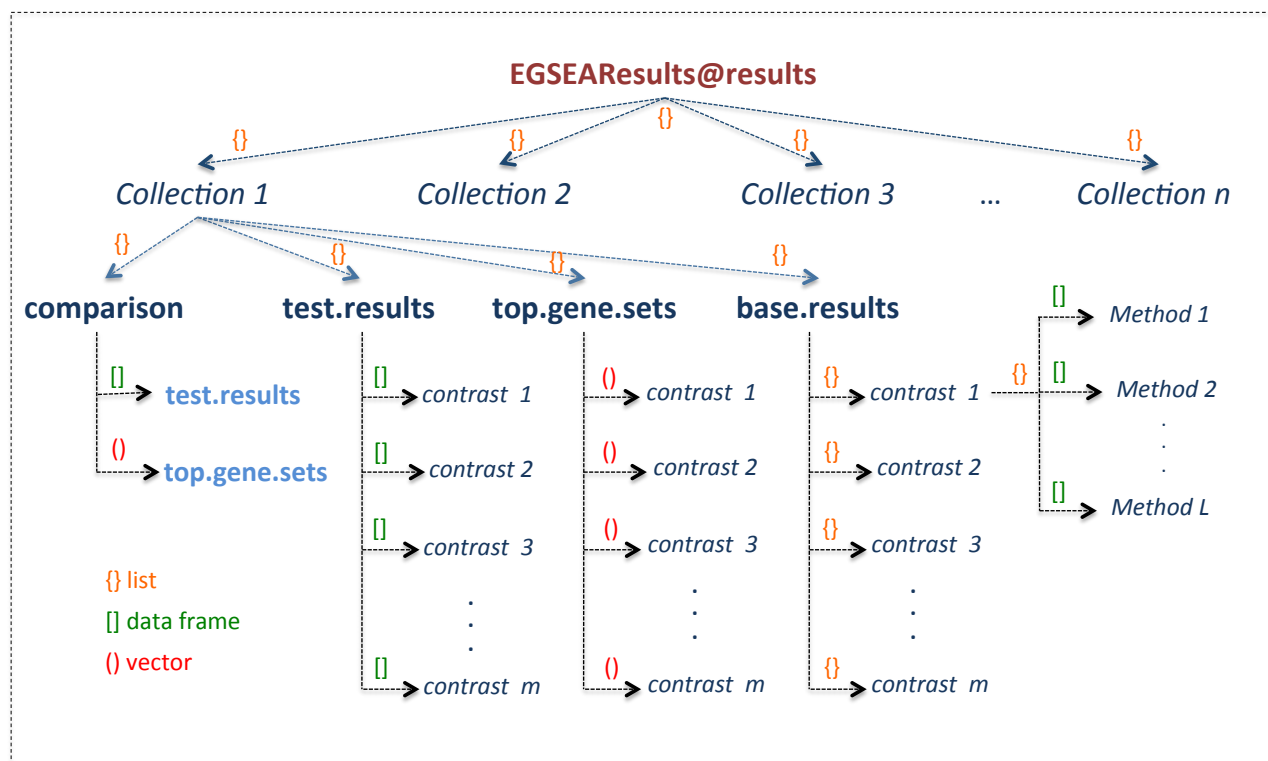 EGSEAResults@results
{}
{} {} {} {}
Collection 1 Collection 2 Collection 3 ... Collection n
{} {} {} {}
comparison test.results top.gene.sets base.results
[] Method 1
[] [] () {} {} []
test.results contrast 1 contrast 1 contrast 1 Method 2
() [] () {}
top.gene.sets contrast 2 contrast 2 contrast 2
[] () {} []
contrast 3 contrast 3 contrast 3 Method L
{} list
[] data frame
() vector
[] () {}
contrast m contrast m contrast m